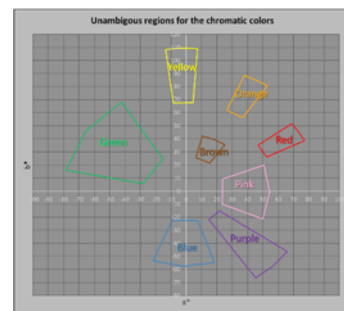 Unambigous regions for the chromatic colors
Yellow
Orange
Green
Brown
Red
Pink
Blue
Purple
b*
a*